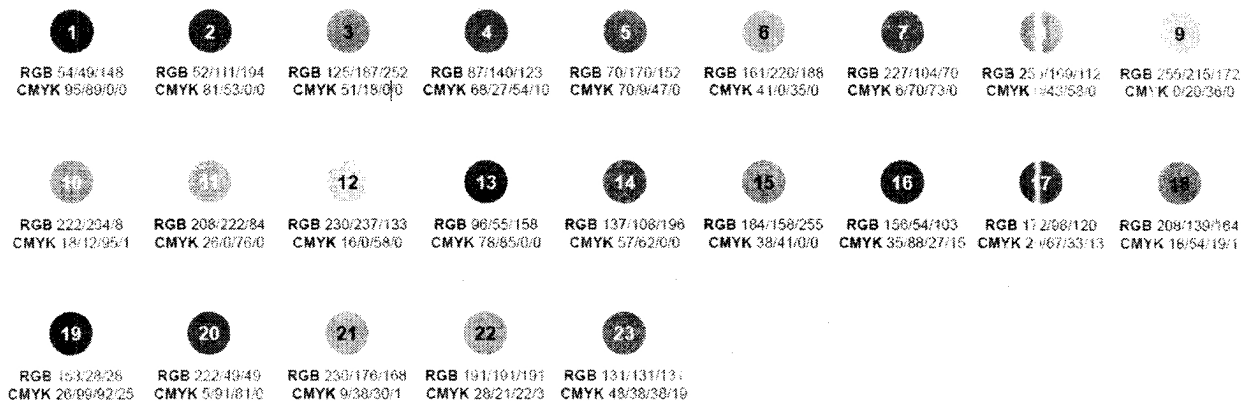 1 2 3 4 5 6 7 9
RGB 54/49/148 RGB 52/111/194 RGB 125/187/252 RGB 87/140/123 RGB 70/170/152 RGB 161/220/188 RGB 227/104/70 RGB RGB 255/215/172
CMYK 95/89/0/0 CMYK 81/53/0/0 CMYK 51/18/0/0 CMYK 68/27/54/10 CMYK 70/9/47/0 CMYK 41/0/35/0 CMYK 6/70/73/0 CMYK CMYK 0/20/36/0
10 11 12 13 14 15 16 17 18
RGB 222/204/8 RGB 208/222/84 RGB 230/237/133 RGB 96/55/158 RGB 137/108/196 RGB 184/158/255 RGB 156/54/103 RGB RGB 208/139/164
CMYK 18/12/95/1 CMYK 26/0/76/0 CMYK 16/0/58/0 CMYK 78/85/0/0 CMYK 57/62/0/0 CMYK 38/41/0/0 CMYK 35/88/27/15 CMYK CMYK 18/54/19/1
19 20 21 22 23
RGB 153/28/28 RGB 222/49/49 RGB 230/176/168 RGB 191/191/191 RGB 131/131/131
CMYK 26/99/92/25 CMYK 5/91/81/0 CMYK 9/38/30/1 CMYK 28/21/22/3 CMYK 48/38/38/19